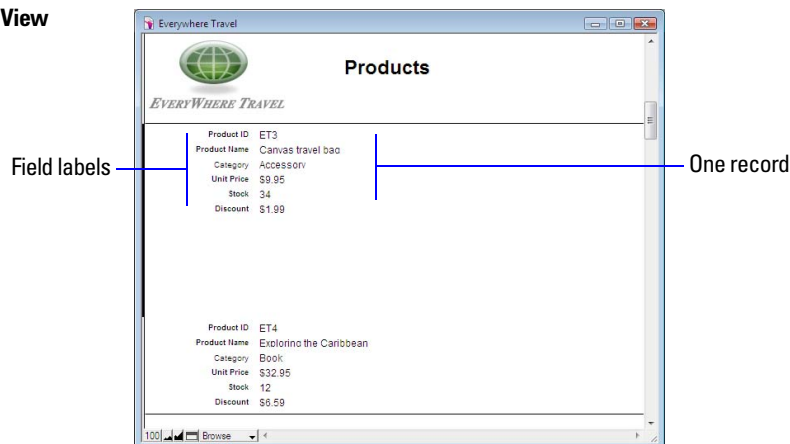 View
Everywhere Travel
Products
EVERYWHERE TRAVEL
Product ID ET3
Product Name Canvas travel bag
Category Accessory
Unit Price $9.95
Stock 34
Discount $1.99
Field labels
One record
Product ID ET4
Product Name Exploring the Caribbean
Category Book
Unit Price $32.95
Stock 12
Discount $6.59
100 Browse